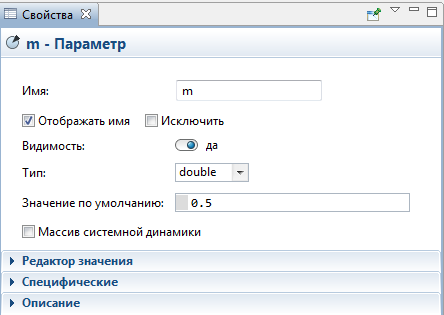 Свойства
m - Параметр
Имя: m
Отображать имя Исключить
Видимость: да
Тип: double
Значение по умолчанию: 0.5
Массив системной динамики
Редактор значения
Специфические
Описание